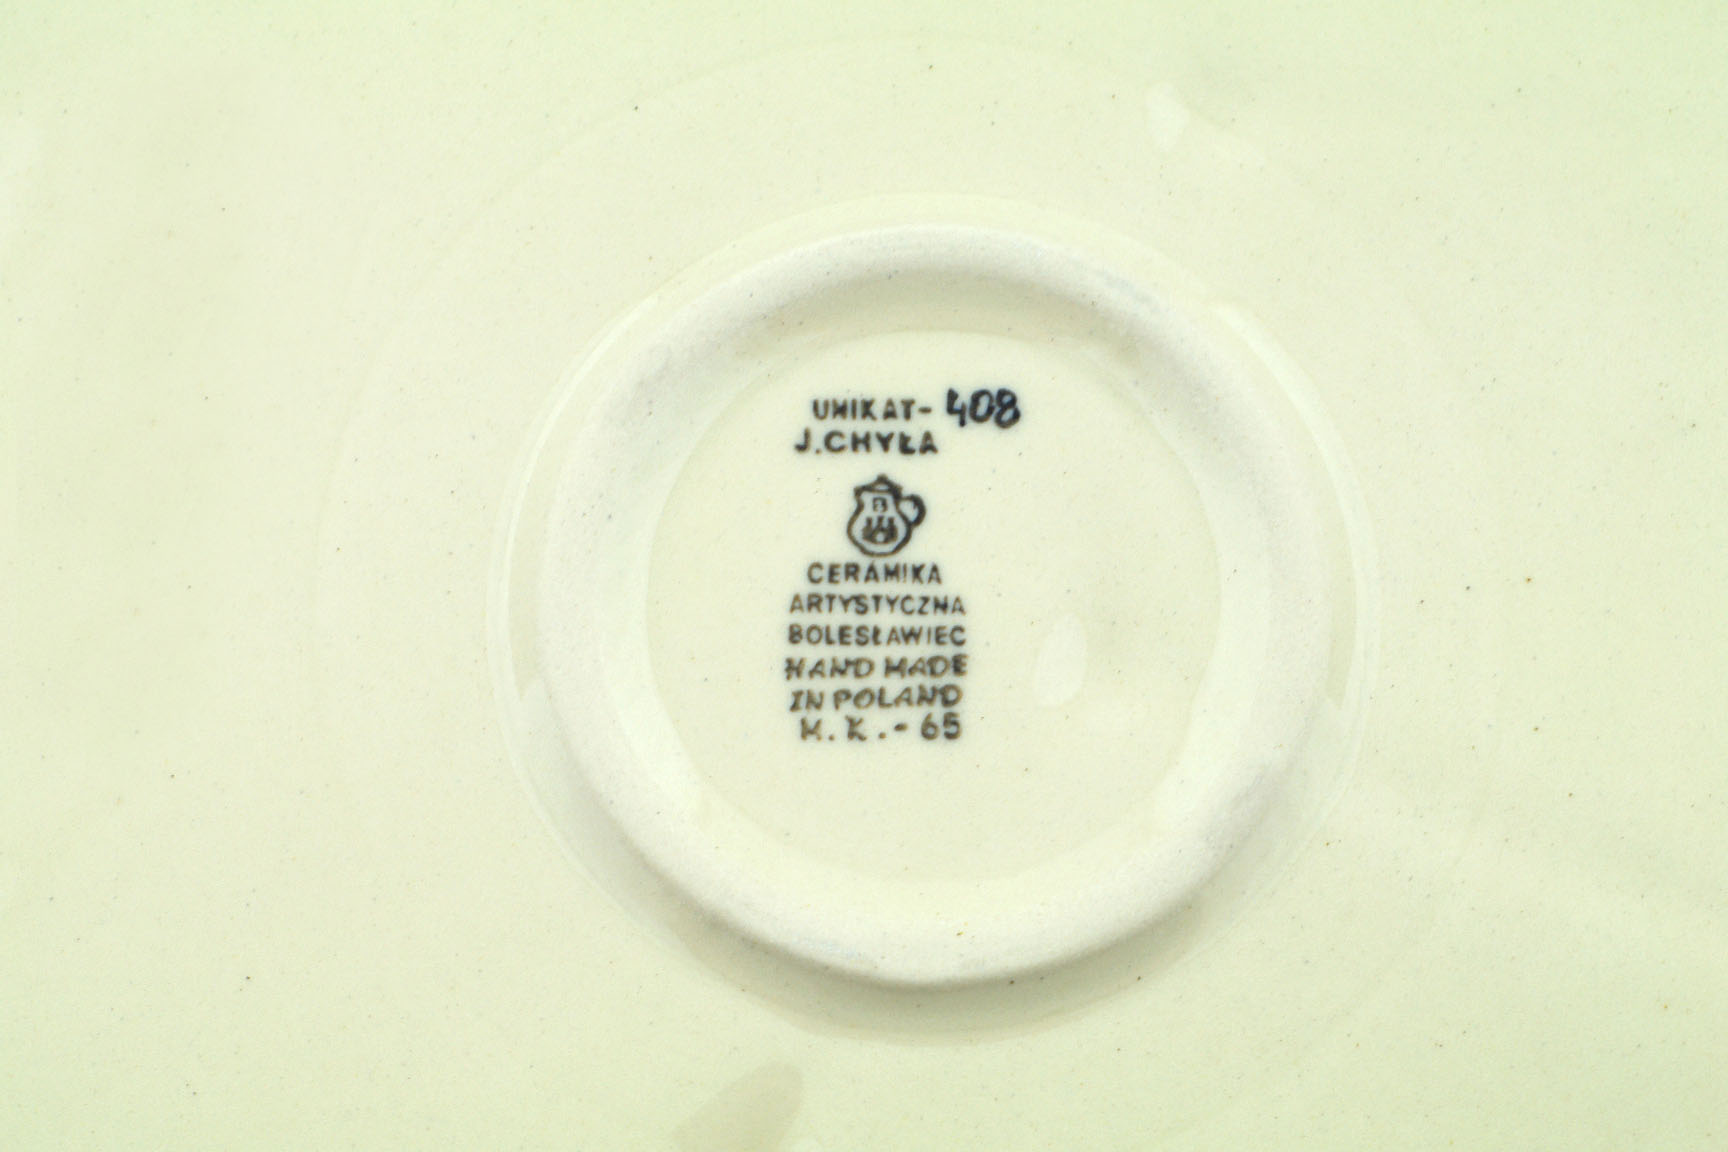 UNIKAT- 408
J. CHYŁA
B
CERAMIKA
ARTYSTYCZNA
BOLESŁAWIEC
HAND MADE
IN POLAND
M. K. - 65